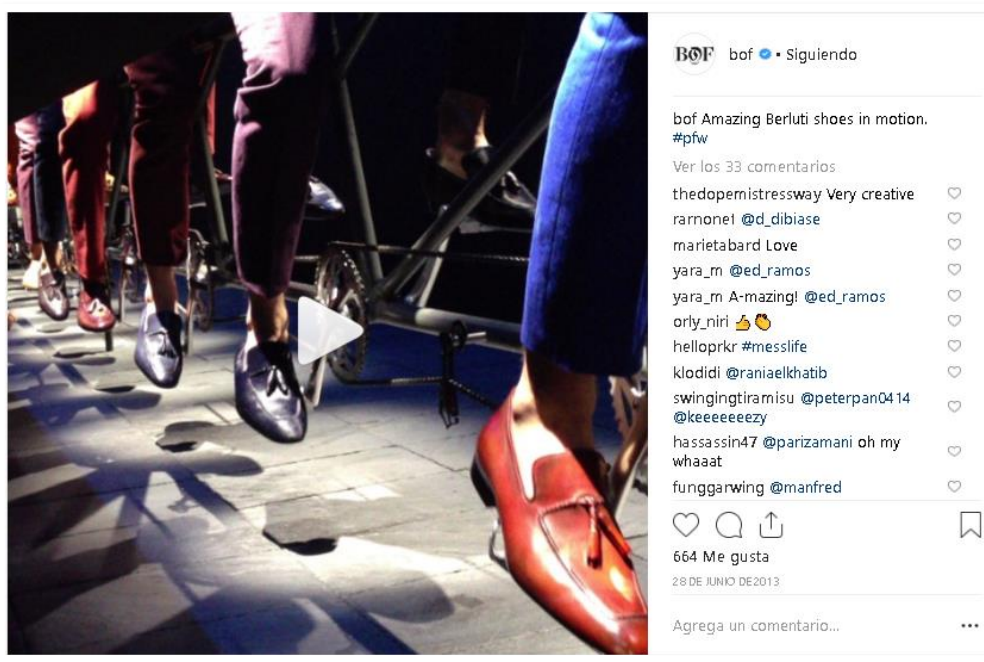 BOF
bof • Siguiendo
bof Amazing Berluti shoes in motion.
#pfw
Ver los 33 comentarios
thedopemistressway Very creative
rarnone1 @d_dibiase
marietabard Love
yara_m @ed_ramos
yara_m A-mazing! @ed_ramos
orly_niri 👍👏
helloprkr #messlife
klodidi @raniaelkhatib
swingingtiramisu @peterpan0414
@keeeeeeezy
hassassin47 @parizamani oh my
whaaat
funggarwing @manfred
664 Me gusta
28 DE JUNIO DE2013
Agrega un comentario...